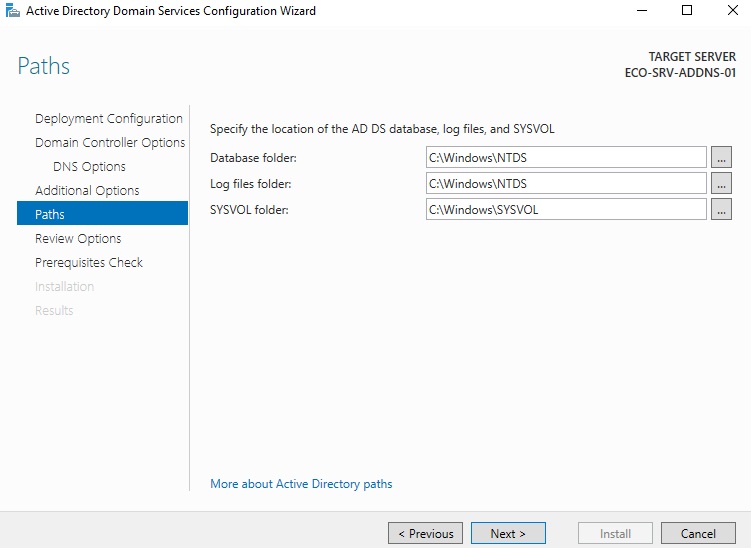 Active Directory Domain Services Configuration Wizard
Paths
TARGET SERVER
ECO-SRV-ADDNS-01
Deployment Configuration
Domain Controller Options
DNS Options
Additional Options
Paths
Review Options
Prerequisites Check
Installation
Results
Specify the location of the AD DS database, log files, and SYSVOL
Database folder: C:\Windows\NTDS ...
Log files folder: C:\Windows\NTDS ...
SYSVOL folder: C:\Windows\SYSVOL ...
More about Active Directory paths
< Previous Next > Install Cancel